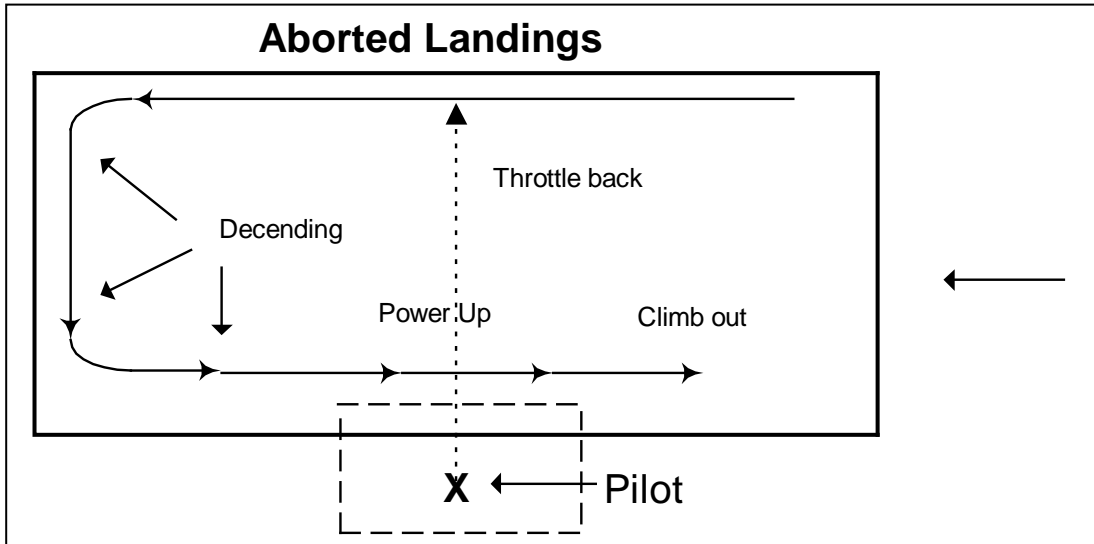 Aborted Landings
Throttle back
Decending
Power Up
Climb out
X
Pilot